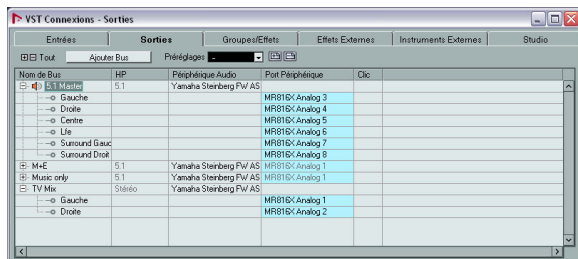 VST Connexions - Sorties
Entrées Sorties Groupes/Effets Effets Externes Instruments Externes Studio
Tout Ajouter Bus Préréglages -
Nom de Bus HP Périphérique Audio Port Périphérique Clic
5.1 Master 5.1 Yamaha Steinberg FW AS
Gauche MR816X Analog 3
Droite MR816X Analog 4
Centre MR816X Analog 5
Lfe MR816X Analog 6
Surround Gauc MR816X Analog 7
Surround Droit MR816X Analog 8
M+E 5.1 Yamaha Steinberg FW AS MR816X Analog 1
Music only 5.1 Yamaha Steinberg FW AS MR816X Analog 1
TV Mix Stéréo Yamaha Steinberg FW AS
Gauche MR816X Analog 1
Droite MR816X Analog 2